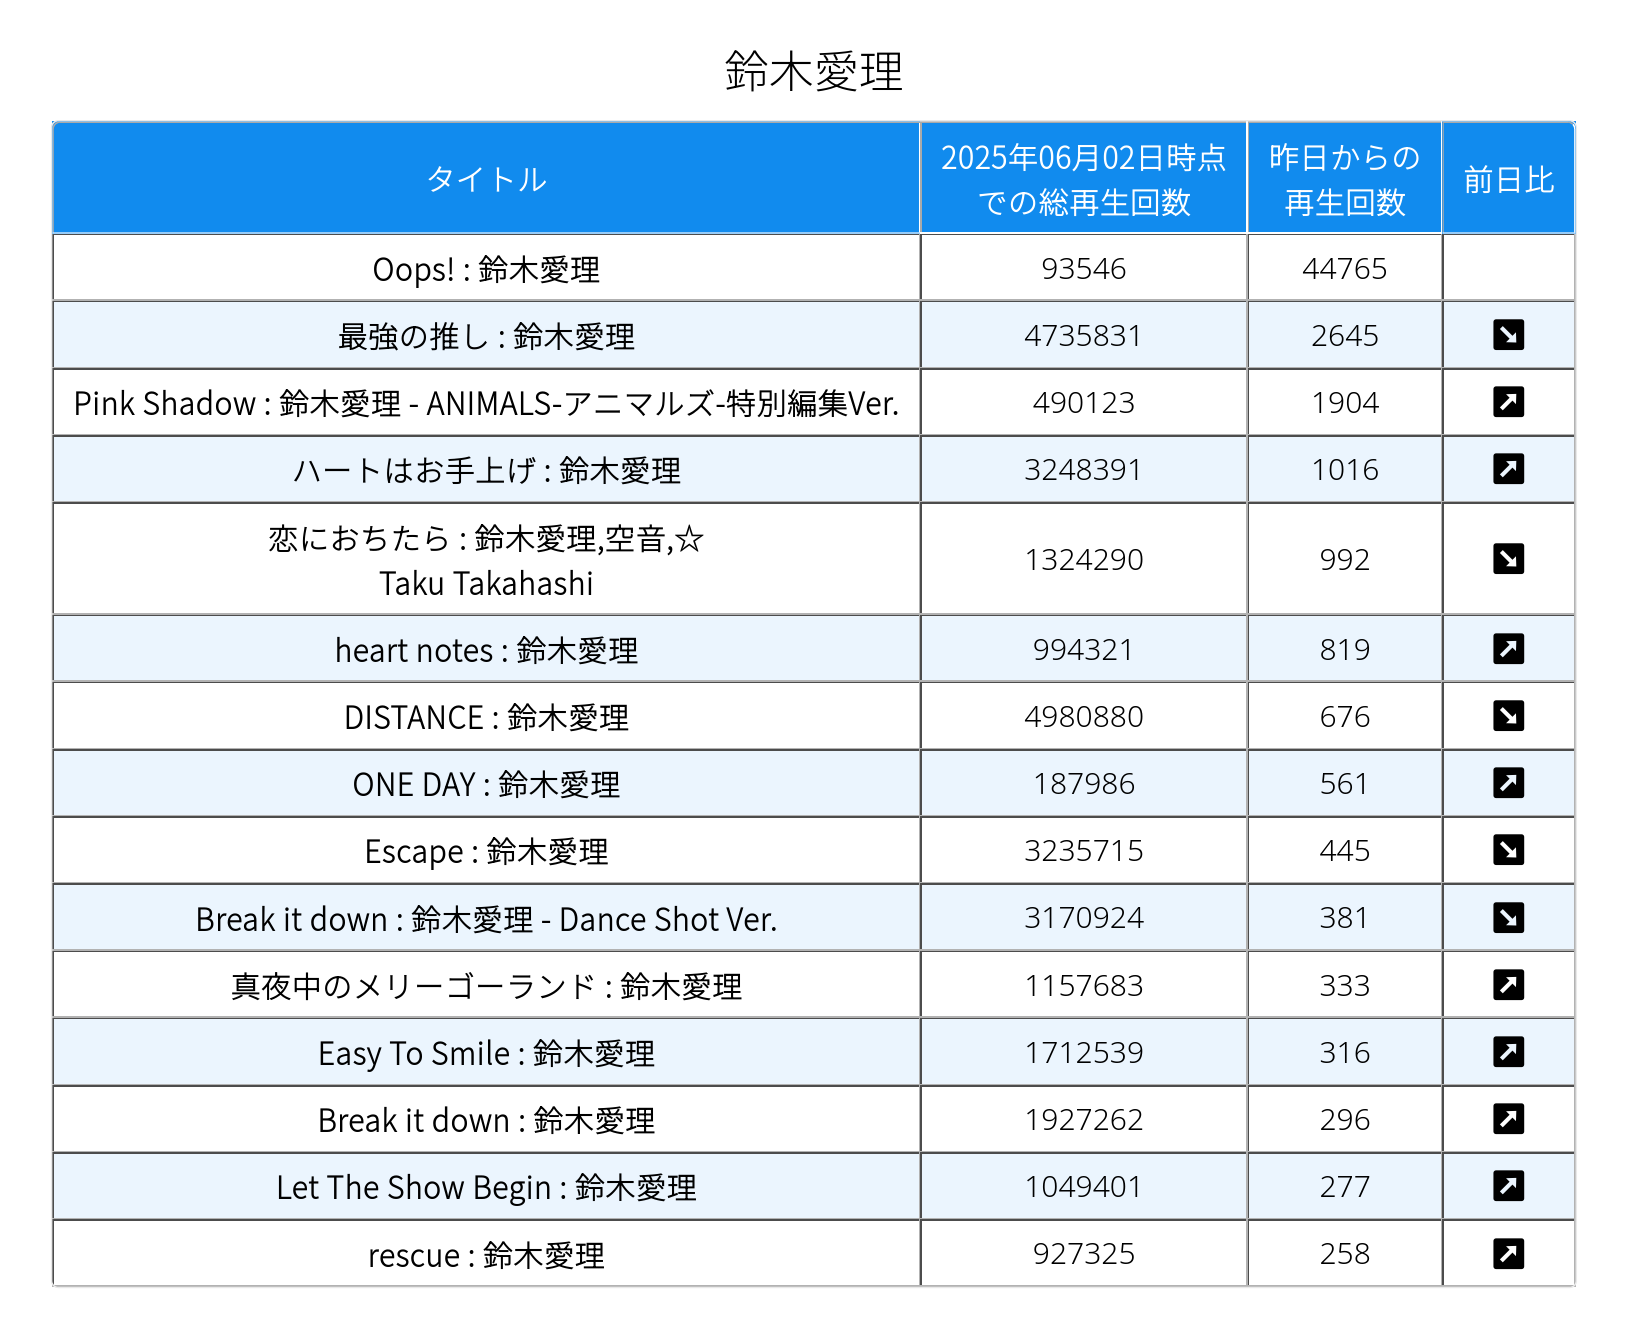 鈴木愛理
タイトル
2025年06月02日時点
での総再生回数
昨日からの
再生回数
前日比
Oops! : 鈴木愛理 93546 44765
最強の推し : 鈴木愛理 4735831 2645
Pink Shadow : 鈴木愛理 - ANIMALS-アニマルズ-特別編集Ver. 490123 1904
ハートはお手上げ : 鈴木愛理 3248391 1016
恋におちたら : 鈴木愛理,空音,☆
Taku Takahashi
1324290 992
heart notes : 鈴木愛理 994321 819
DISTANCE : 鈴木愛理 4980880 676
ONE DAY : 鈴木愛理 187986 561
Escape : 鈴木愛理 3235715 445
Break it down : 鈴木愛理 - Dance Shot Ver. 3170924 381
真夜中のメリーゴーランド : 鈴木愛理 1157683 333
Easy To Smile : 鈴木愛理 1712539 316
Break it down : 鈴木愛理 1927262 296
Let The Show Begin : 鈴木愛理 1049401 277
rescue : 鈴木愛理 927325 258